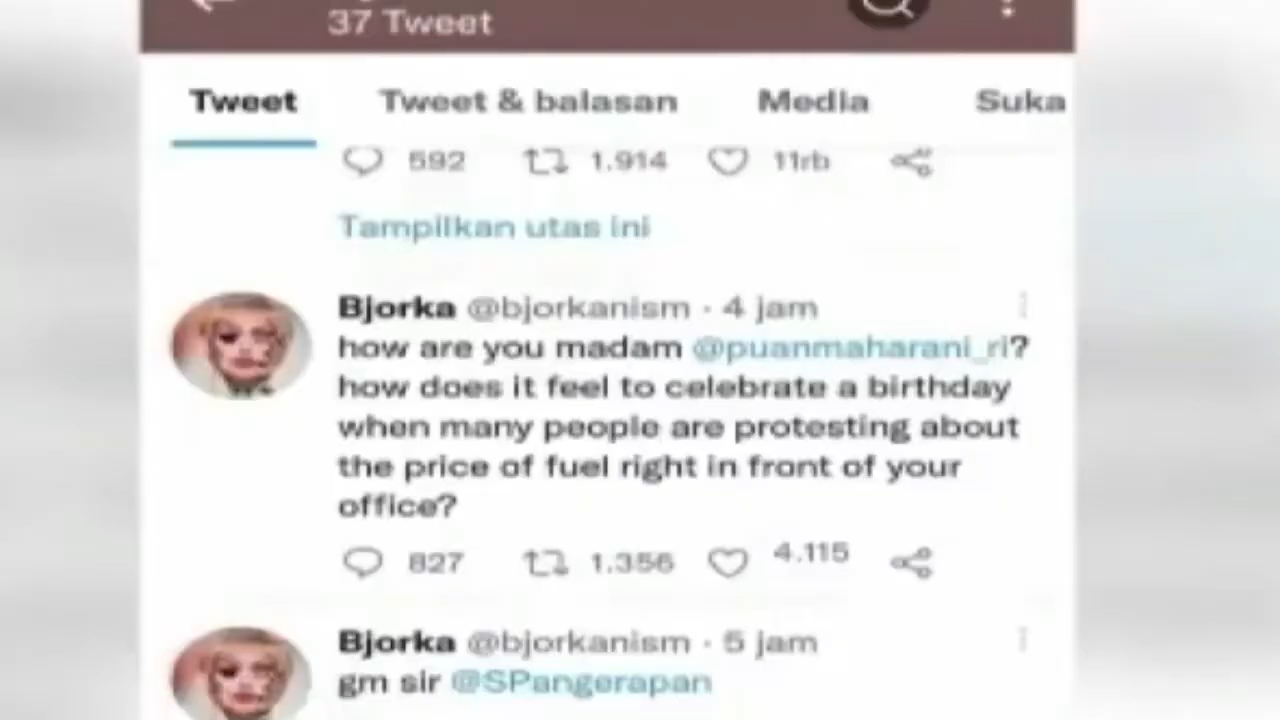 37 Tweet
Tweet Tweet & balasan Media Suka
592 1.914 11rb
Tampilkan utas ini
Bjorka @bjorkanism · 4 jam
how are you madam @puanmaharani_ri?
how does it feel to celebrate a birthday
when many people are protesting about
the price of fuel right in front of your
office?
827 1.356 4.115
Bjorka @bjorkanism · 5 jam
gm sir @SPangerapan